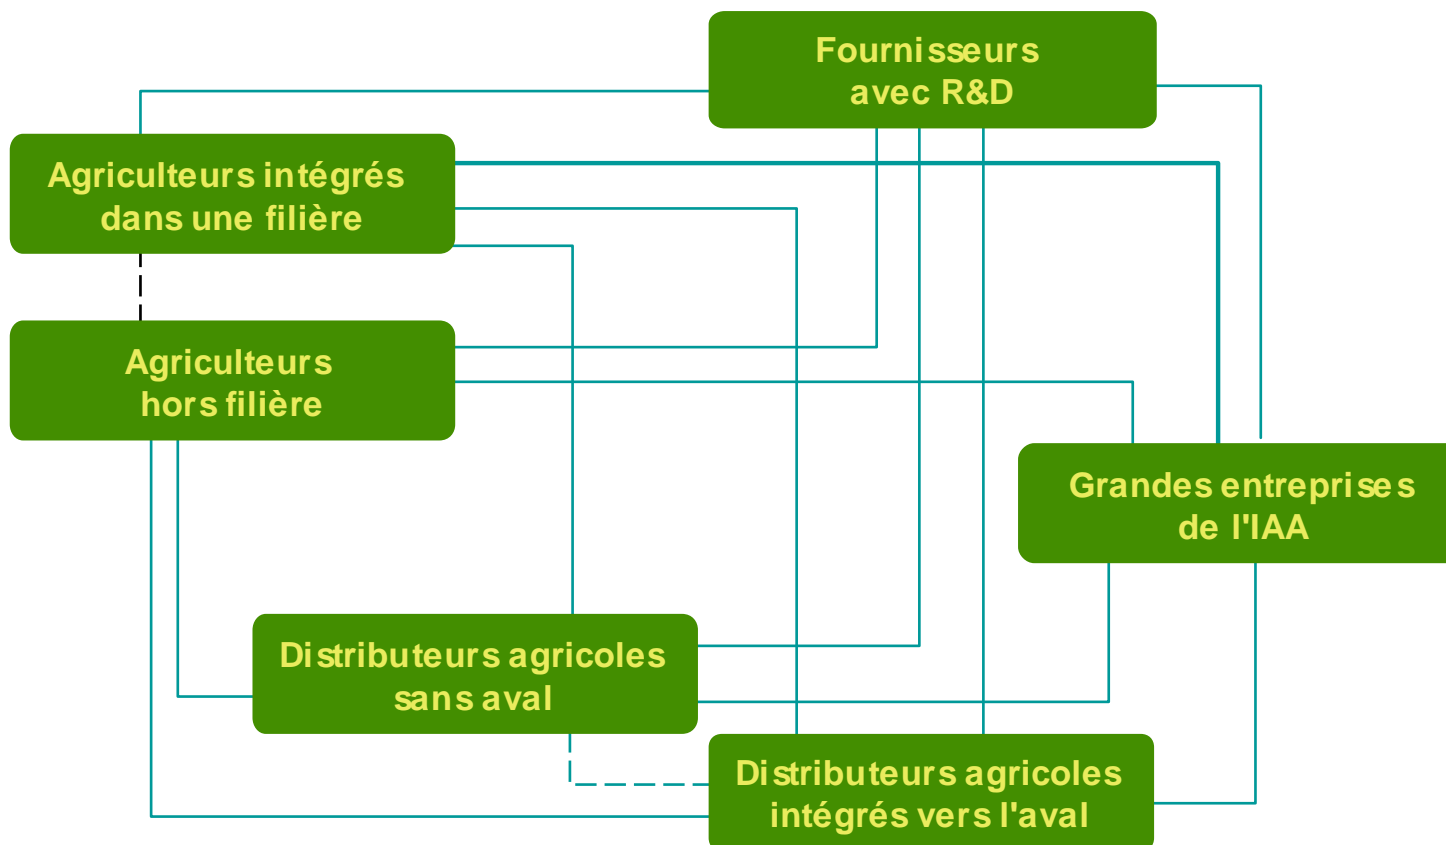 Fournisseurs
avec R&D
Agriculteurs intégrés
dans une filière
Agriculteurs
hors filière
Grandes entreprises
de l'IAA
Distributeurs agricoles
sans aval
Distributeurs agricoles
intégrés vers l'aval